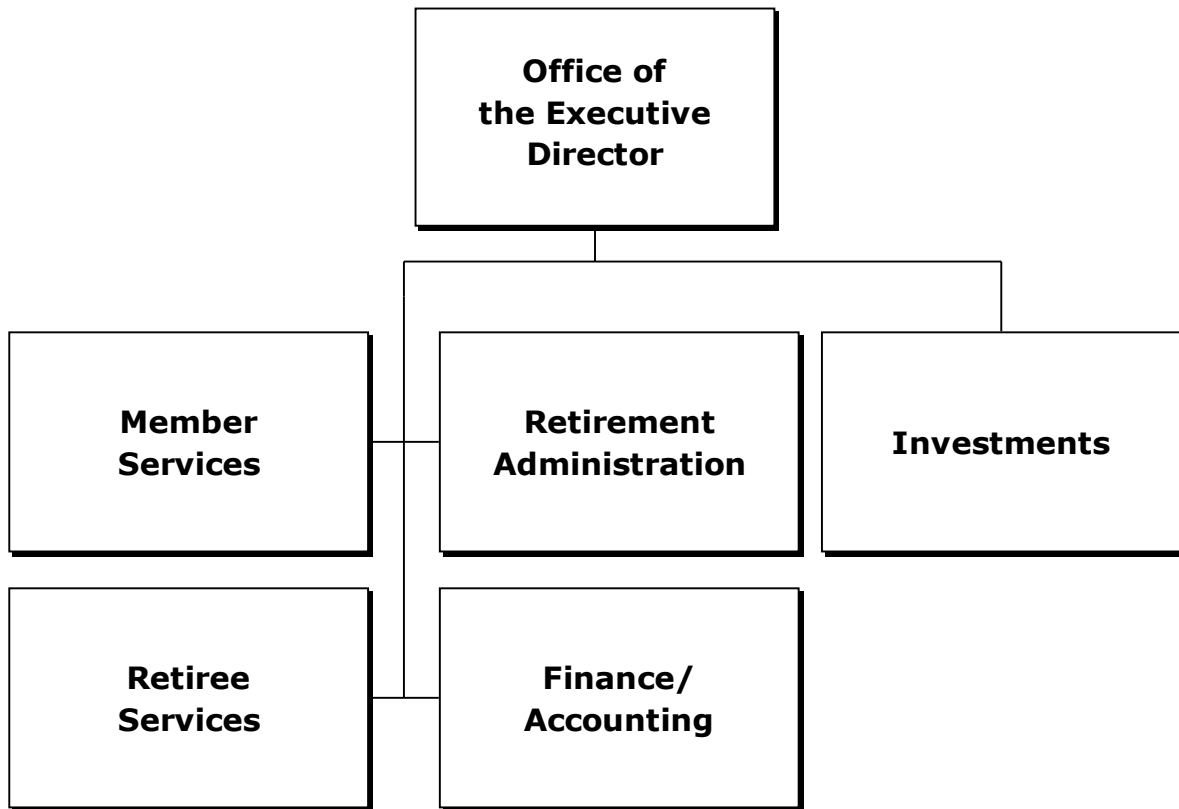 Office of
the Executive
Director
Member
Services
Retirement
Administration
Investments
Retiree
Services
Finance/
Accounting